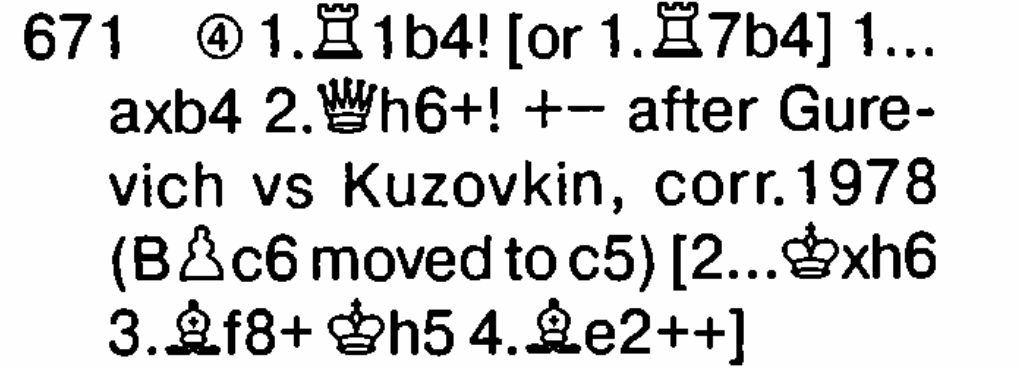 671 ④ 1.♖1b4! [or 1.♖7b4] 1...
axb4 2.♕h6+! +− after Gure-
vich vs Kuzovkin, corr.1978
(B♙c6 moved to c5) [2...♔xh6
3.♗f8+ ♔h5 4.♗e2++]